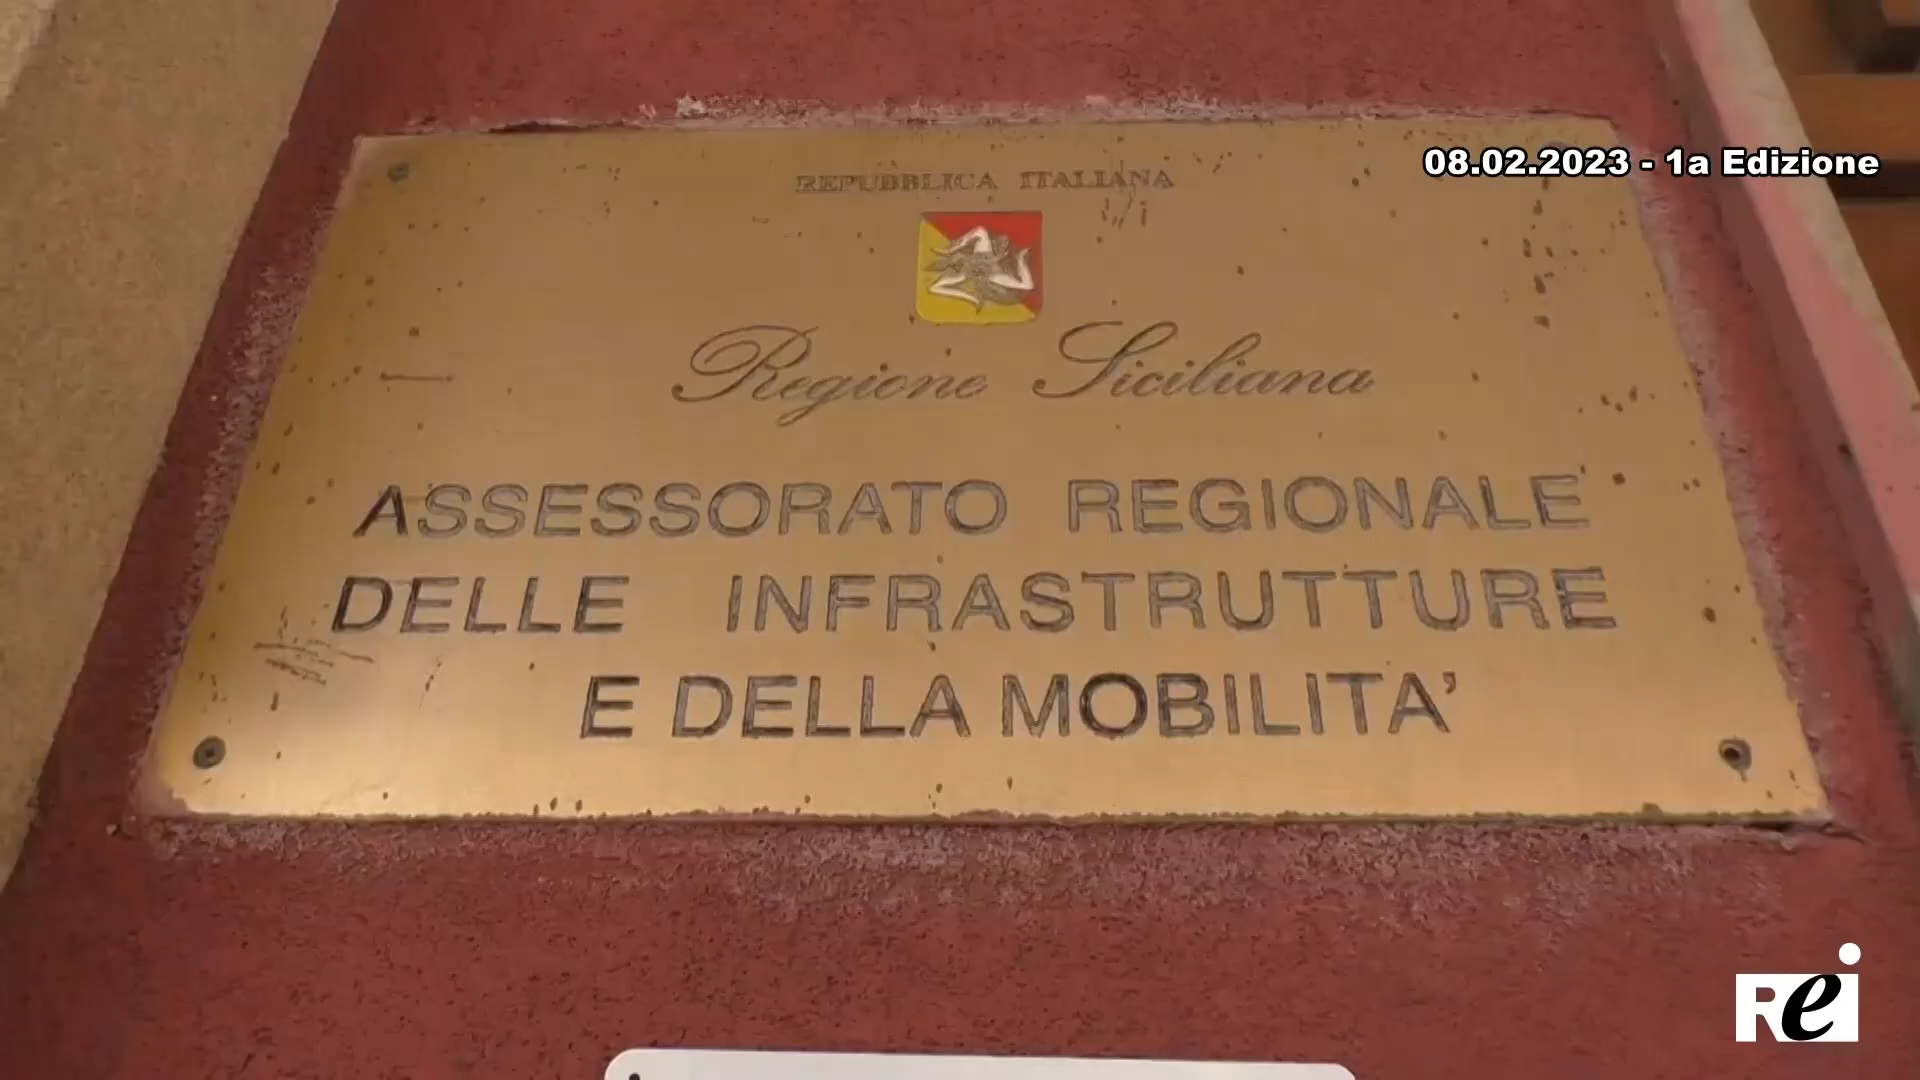 08.02.2023 - 1a Edizione
REPUBBLICA ITALIANA
Regione Siciliana
ASSESSORATO REGIONALE
DELLE INFRASTRUTTURE
E DELLA MOBILITA'
Rei